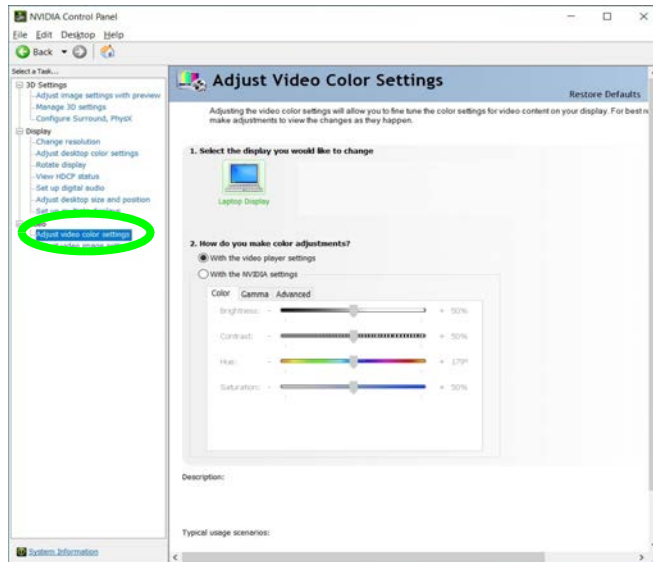 NVIDIA Control Panel
File Edit Desktop Help
Back
Select a Task...
3D Settings
Adjust image settings with preview
Manage 3D settings
Configure Surround, PhysX
Display
Change resolution
Adjust desktop color settings
Rotate display
View HDCP status
Set up digital audio
Adjust desktop size and position
Adjust video color settings
System Information
Adjust Video Color Settings
Restore Defaults
Adjusting the video color settings will allow you to fine tune the color settings for video content on your display. For best
make adjustments to view the changes as they happen.
1. Select the display you would like to change
Laptop Display
2. How do you make color adjustments?
With the video player settings
With the NVIDIA settings
Color Gamma Advanced
Brightness: - + 50%
Contrast: - + 50%
Hue: - + 179°
Saturation: - + 50%
Description:
Typical usage scenarios: